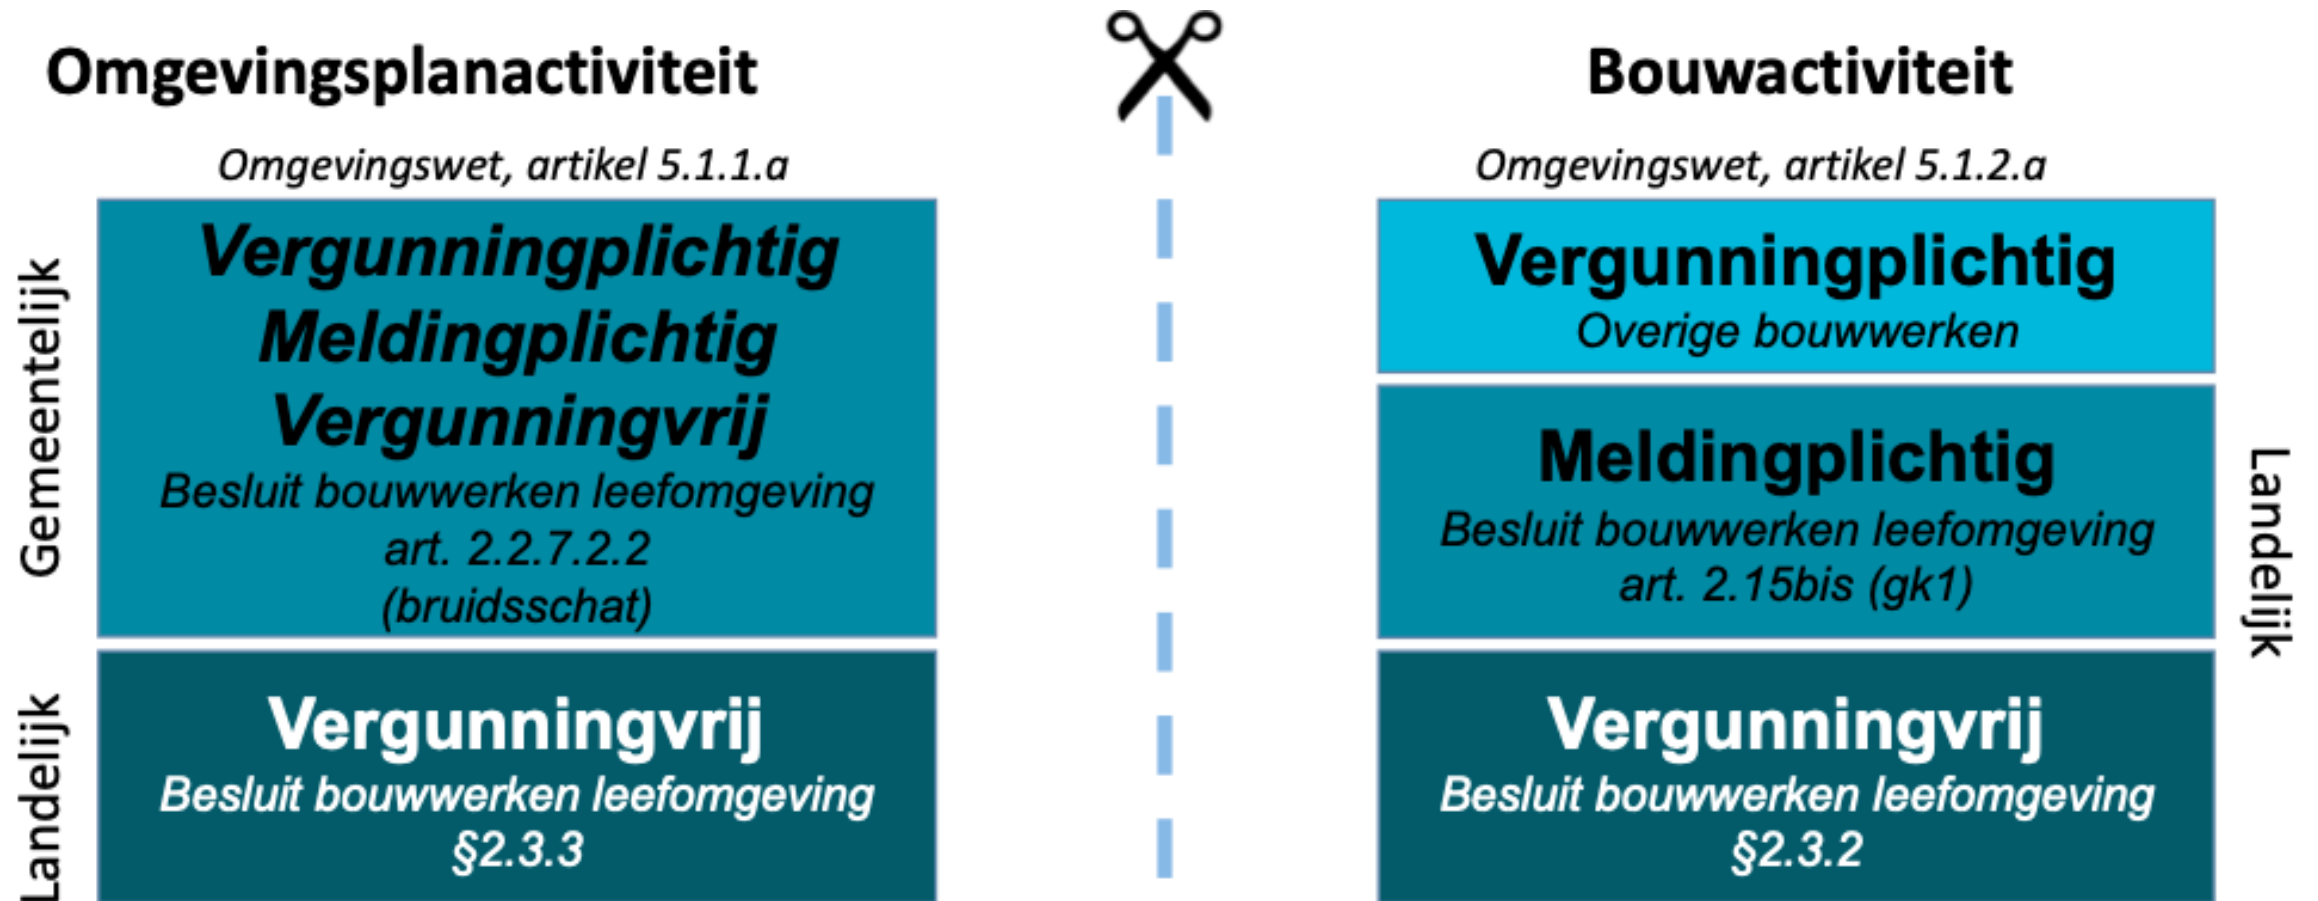 Omgevingsplanactiviteit
Omgevingswet, artikel 5.1.1.a
Gemeentelijk
Vergunningplichtig
Meldingplichtig
Vergunningvrij
Besluit bouwwerken leefomgeving
art. 2.2.7.2.2
(bruidsschat)
Landelijk
Vergunningvrij
Besluit bouwwerken leefomgeving
§2.3.3
Bouwactiviteit
Omgevingswet, artikel 5.1.2.a
Vergunningplichtig
Overige bouwwerken
Meldingplichtig
Besluit bouwwerken leefomgeving
art. 2.15bis (gk1)
Vergunningvrij
Besluit bouwwerken leefomgeving
§2.3.2
Landelijk